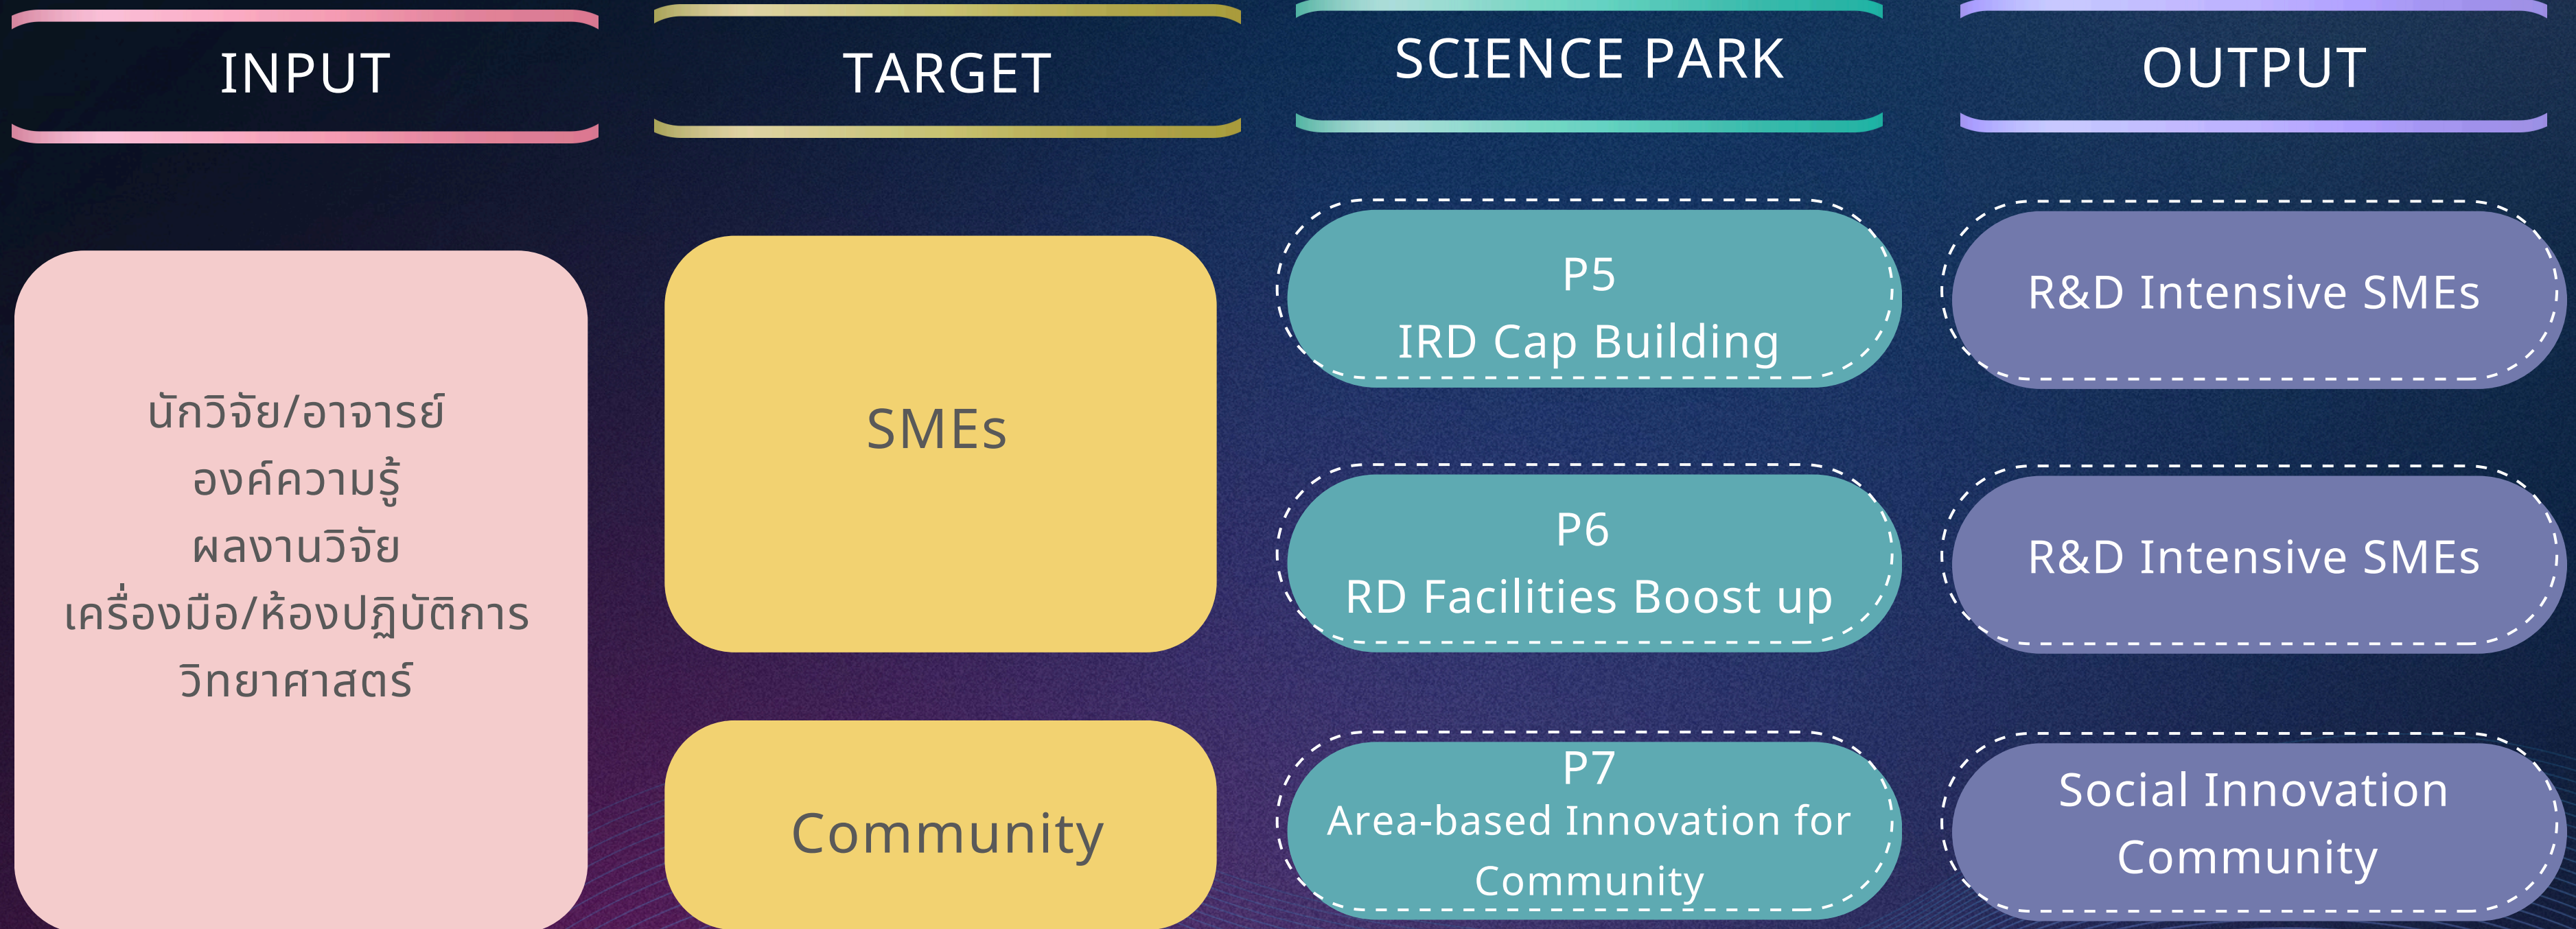 INPUT
นักวิจัย/อาจารย์
องค์ความรู้
ผลงานวิจัย
เครื่องมือ/ห้องปฏิบัติการ
วิทยาศาสตร์
TARGET
SMEs
Community
SCIENCE PARK
P5
IRD Cap Building
P6
RD Facilities Boost up
P7
Area-based Innovation for
Community
OUTPUT
R&D Intensive SMEs
R&D Intensive SMEs
Social Innovation
Community